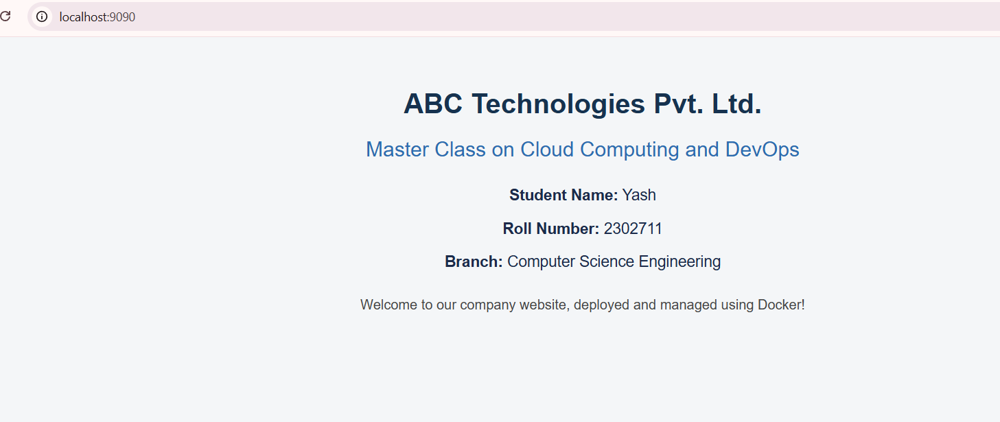 localhost:9090
ABC Technologies Pvt. Ltd.
Master Class on Cloud Computing and DevOps
Student Name: Yash
Roll Number: 2302711
Branch: Computer Science Engineering
Welcome to our company website, deployed and managed using Docker!